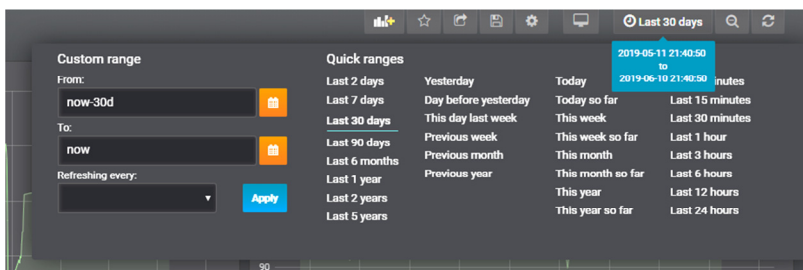 Last 30 days
2019-05-11 21:40:50
to
2019-06-10 21:40:50
Custom range
From:
now-30d
To:
now
Refreshing every:
Apply
Quick ranges
Last 2 days
Last 7 days
Last 30 days
Last 90 days
Last 6 months
Last 1 year
Last 2 years
Last 5 years
Yesterday
Day before yesterday
This day last week
Previous week
Previous month
Previous year
Today
Today so far
This week
This week so far
This month
This month so far
This year
This year so far
Last 15 minutes
Last 30 minutes
Last 1 hour
Last 3 hours
Last 6 hours
Last 12 hours
Last 24 hours
90